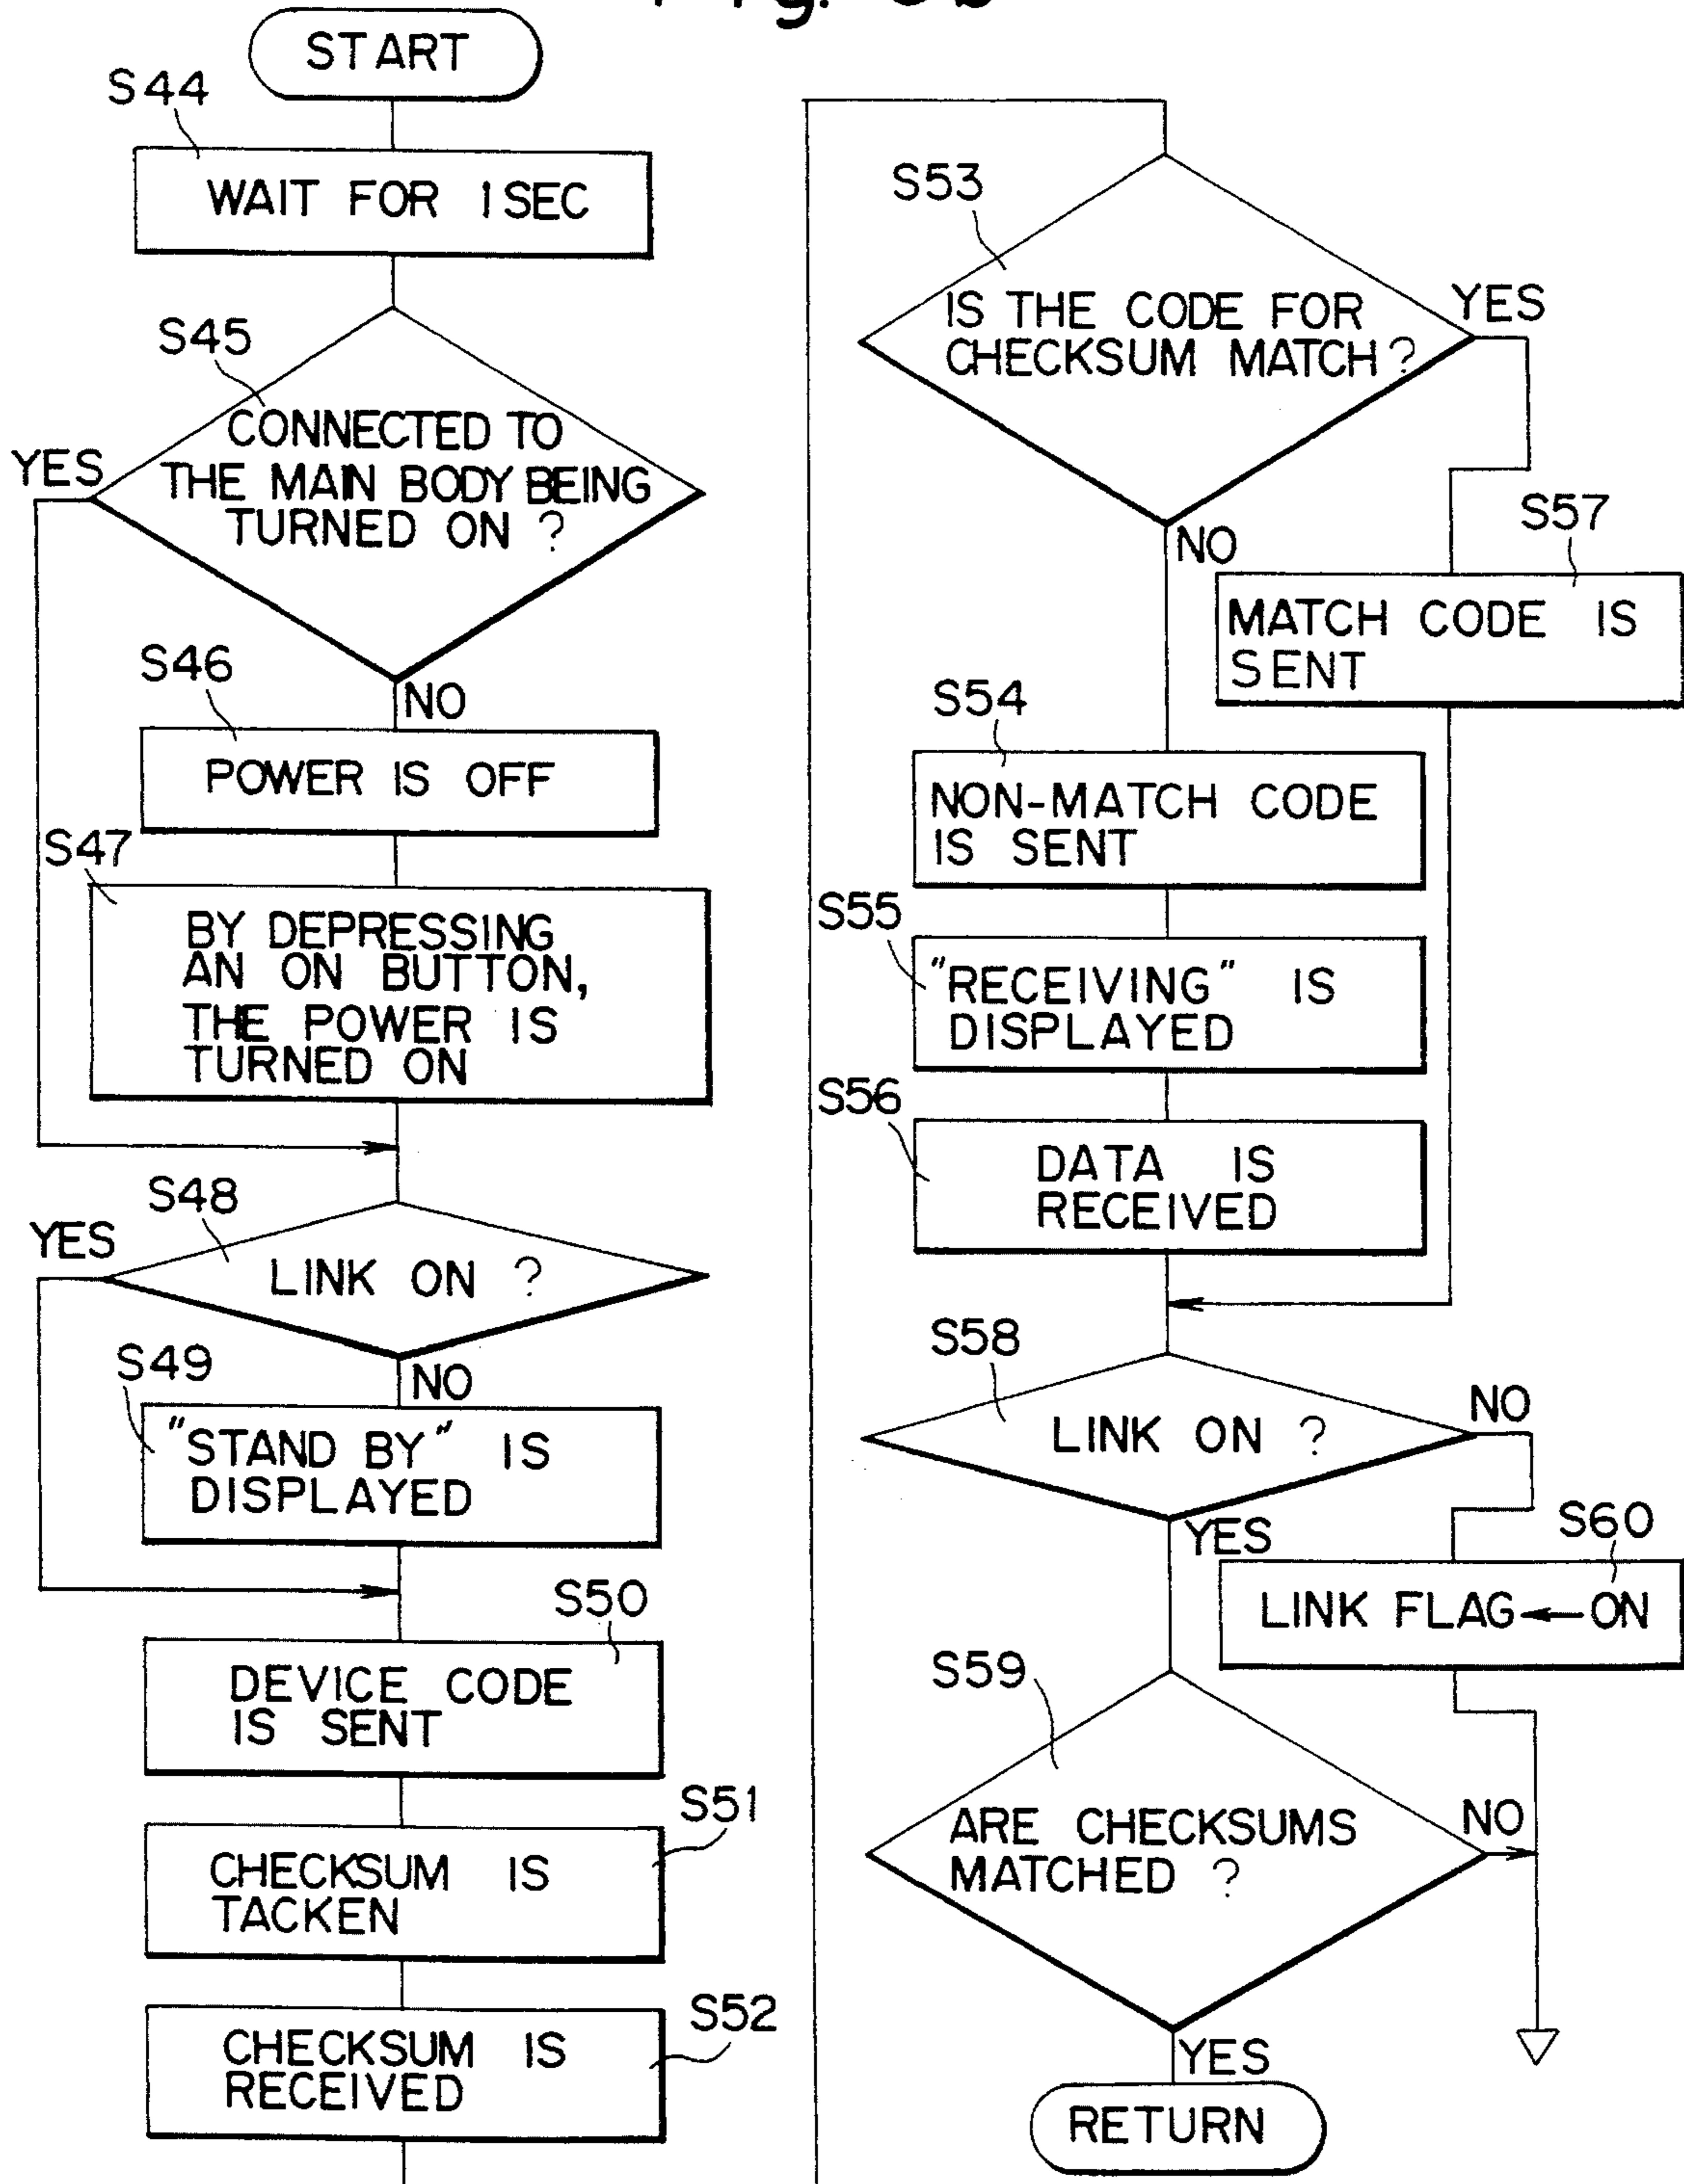 START
S44
WAIT FOR 1 SEC
S45
CONNECTED TO
THE MAIN BODY BEING
TURNED ON ?
YES
NO
S46
POWER IS OFF
S47
BY DEPRESSING
AN ON BUTTON,
THE POWER IS
TURNED ON
S48
YES
LINK ON ?
NO
S49
"STAND BY" IS
DISPLAYED
S50
DEVICE CODE
IS SENT
S51
CHECKSUM IS
TACKEN
S52
CHECKSUM IS
RECEIVED
S53
IS THE CODE FOR
CHECKSUM MATCH ?
YES
NO
S57
MATCH CODE IS
SENT
S54
NON-MATCH CODE
IS SENT
S55
"RECEIVING" IS
DISPLAYED
S56
DATA IS
RECEIVED
S58
LINK ON ?
NO
YES
S60
LINK FLAG ← ON
S59
ARE CHECKSUMS
MATCHED ?
NO
YES
RETURN